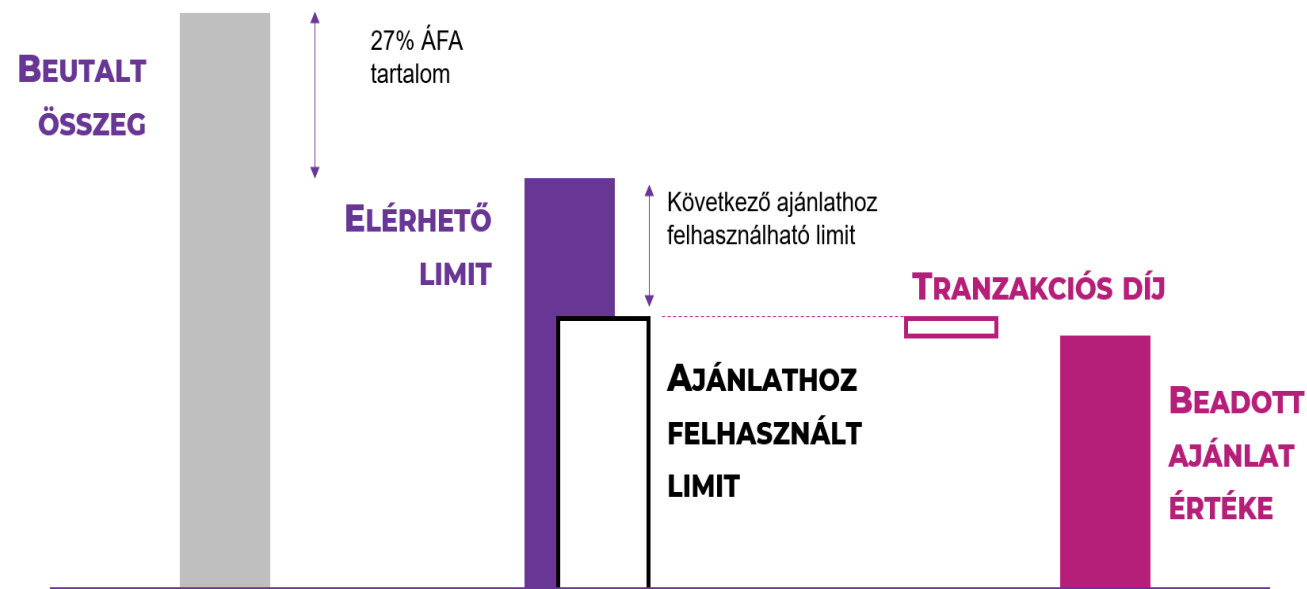 BEUTALT
ÖSSZEG
27% ÁFA
tartalom
ELÉRHETŐ
LIMIT
Következő ajánlathoz
felhasználható limit
TRANZAKCIÓS DÍJ
AJÁNLATHOZ
FELHASZNÁLT
LIMIT
BEADOTT
AJÁNLAT
ÉRTÉKE